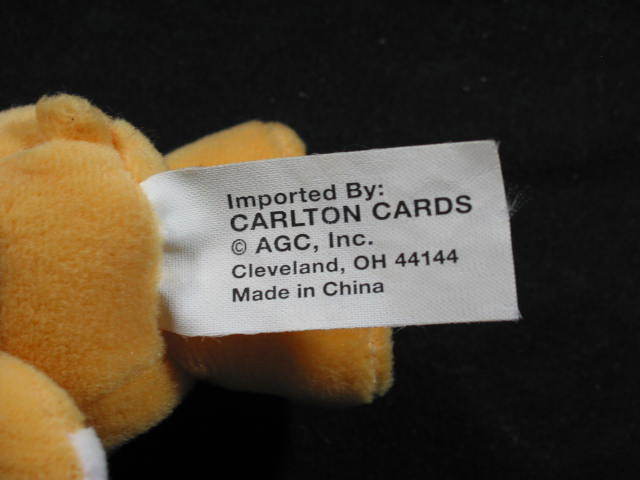 Imported By:
CARLTON CARDS
© AGC, Inc.
Cleveland, OH 44144
Made in China